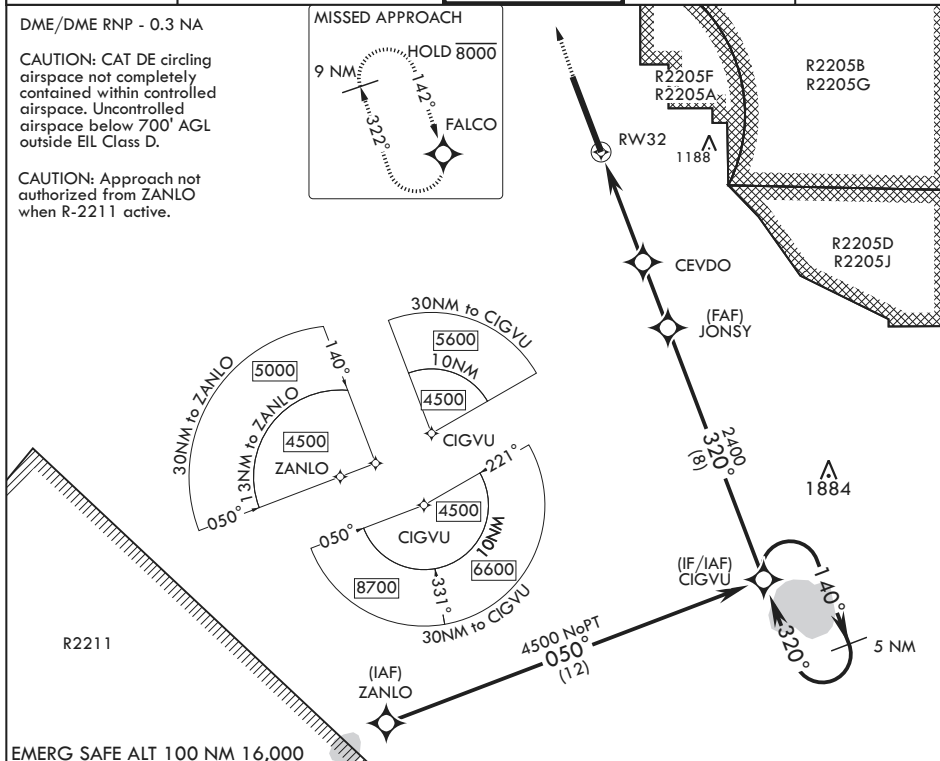 DME/DME RNP - 0.3 NA
CAUTION: CAT DE circling
airspace not completely
contained within controlled
airspace. Uncontrolled
airspace below 700' AGL
outside EIL Class D.
CAUTION: Approach not
authorized from ZANLO
when R-2211 active.
MISSED APPROACH
HOLD 8000
9 NM
142°
322°
FALCO
R2205F
R2205A
R2205B
R2205G
RW32
1188
R2205D
R2205J
CEVDO
(FAF)
JONSY
30NM to CIGVU
5600
10NM
4500
CIGVU
30NM to ZANLO
5000
140°
13NM to ZANLO
4500
ZANLO
050°
221°
4500
CIGVU
050°
10NM
8700
331°
6600
30NM to CIGVU
2400
320°
(8)
1884
(IF/IAF)
CIGVU
140°
320°
5 NM
4500 NoPT
050°
(12)
R2211
(IAF)
ZANLO
EMERG SAFE ALT 100 NM 16,000